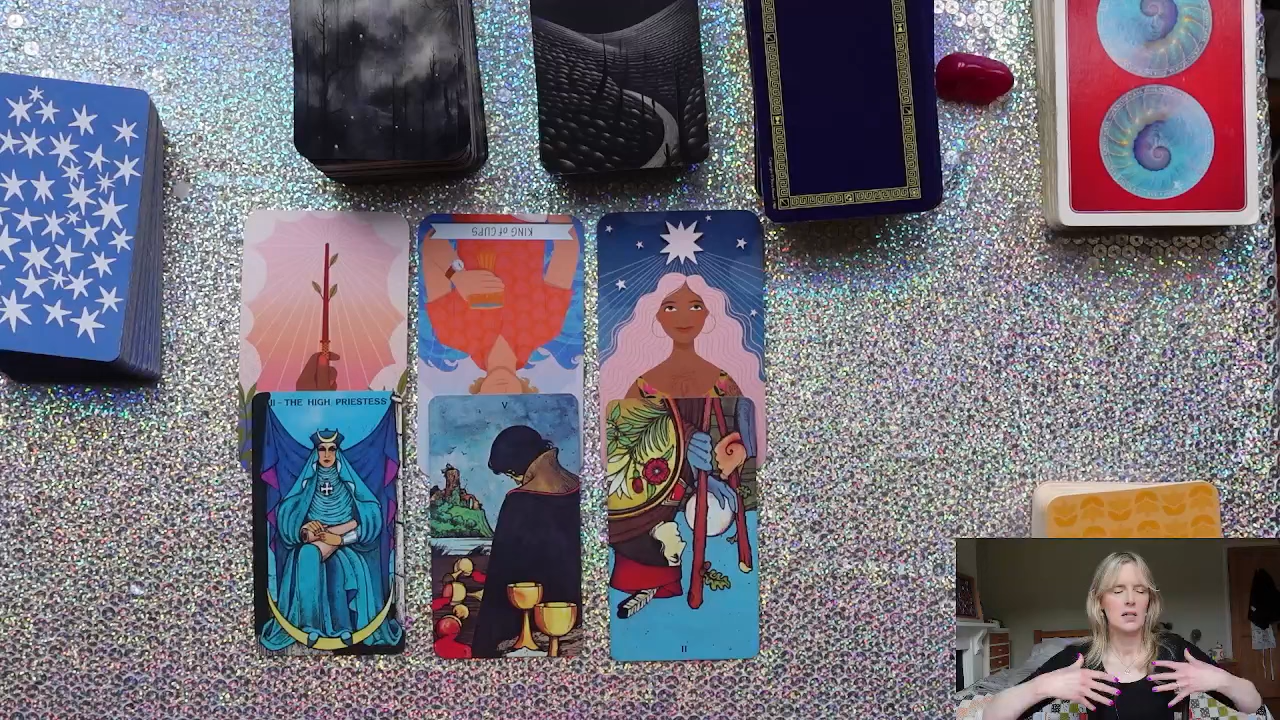 KING of CUPS
II - THE HIGH PRIESTESS
V
II